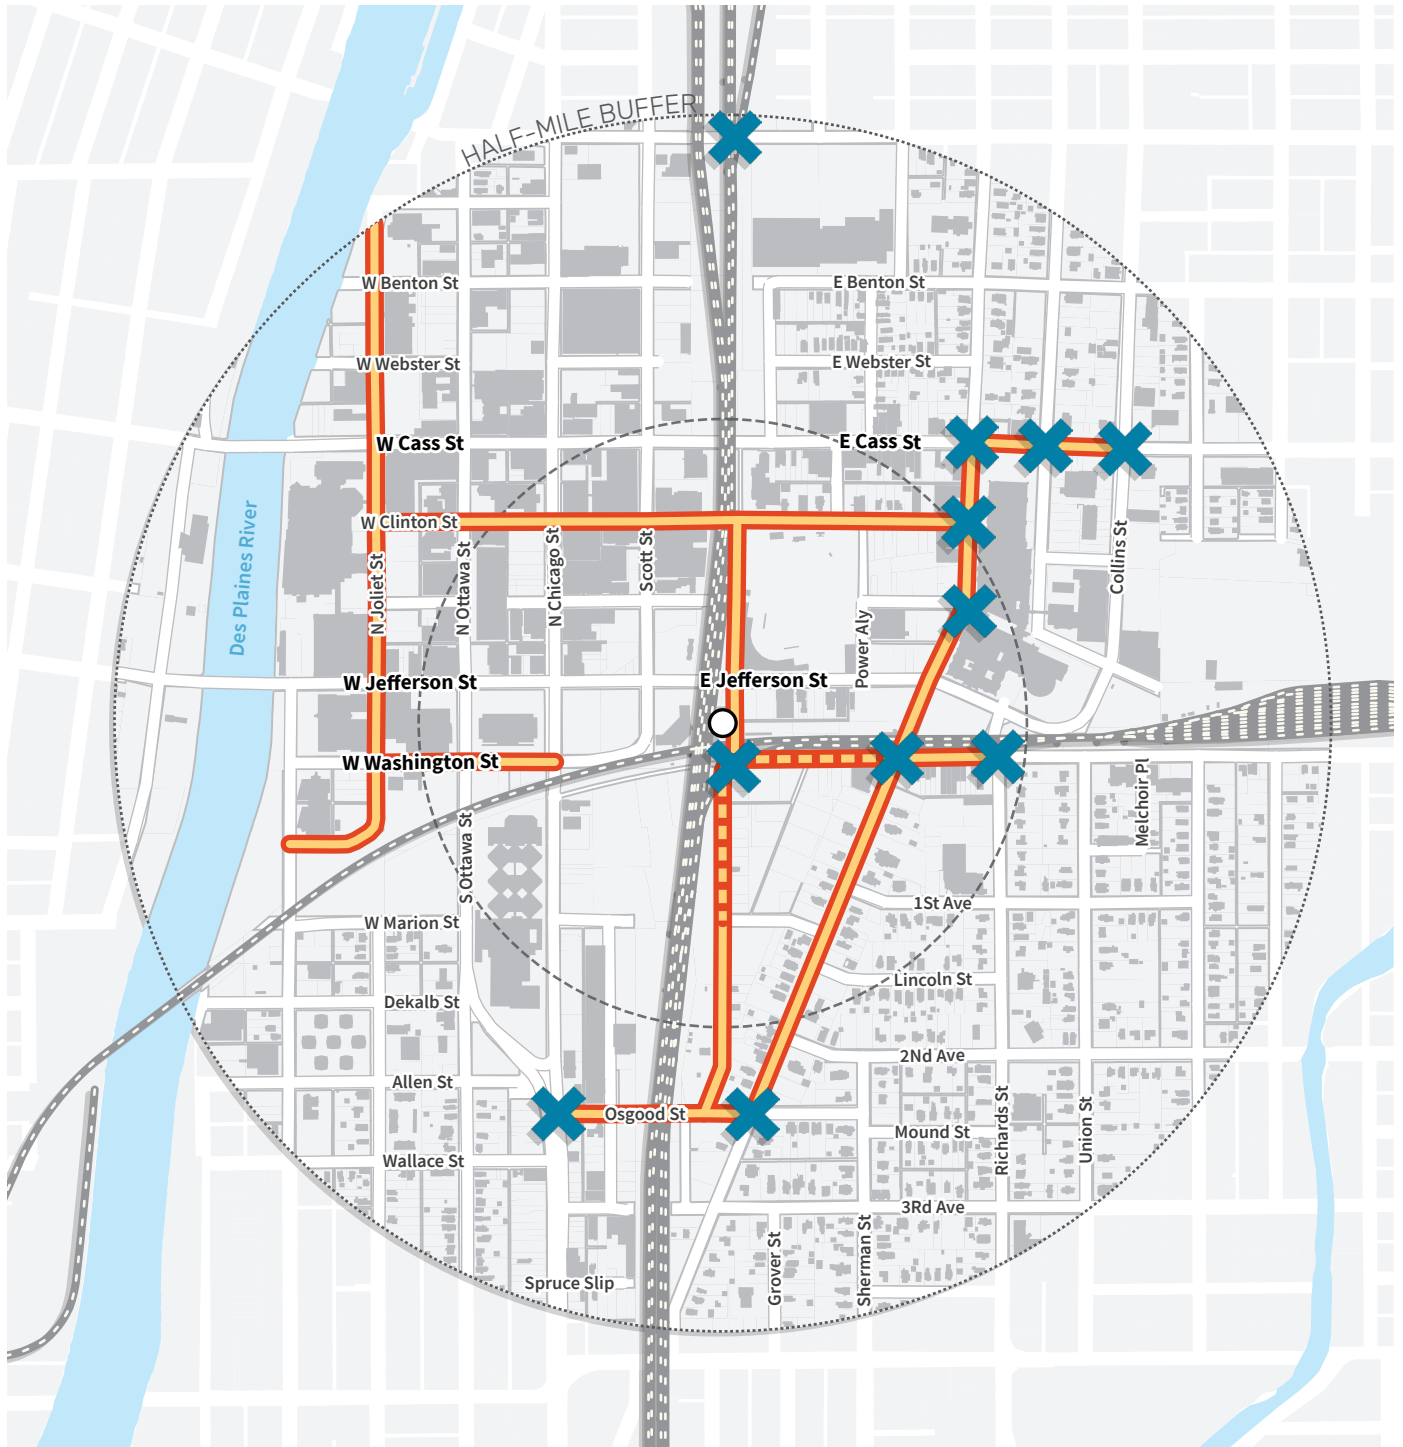 HALF-MILE BUFFER
W Benton St
E Benton St
W Webster St
E Webster St
W Cass St
E Cass St
W Clinton St
Des Plaines River
N Joliet St
N Ottawa St
N Chicago St
Scott St
Power Aly
Collins St
W Jefferson St
E Jefferson St
W Washington St
Melchoir Pl
S Ottawa St
1St Ave
W Marion St
Lincoln St
Dekalb St
2Nd Ave
Allen St
Osgood St
Richards St
Union St
Mound St
Wallace St
3Rd Ave
Grover St
Sherman St
Spruce Slip